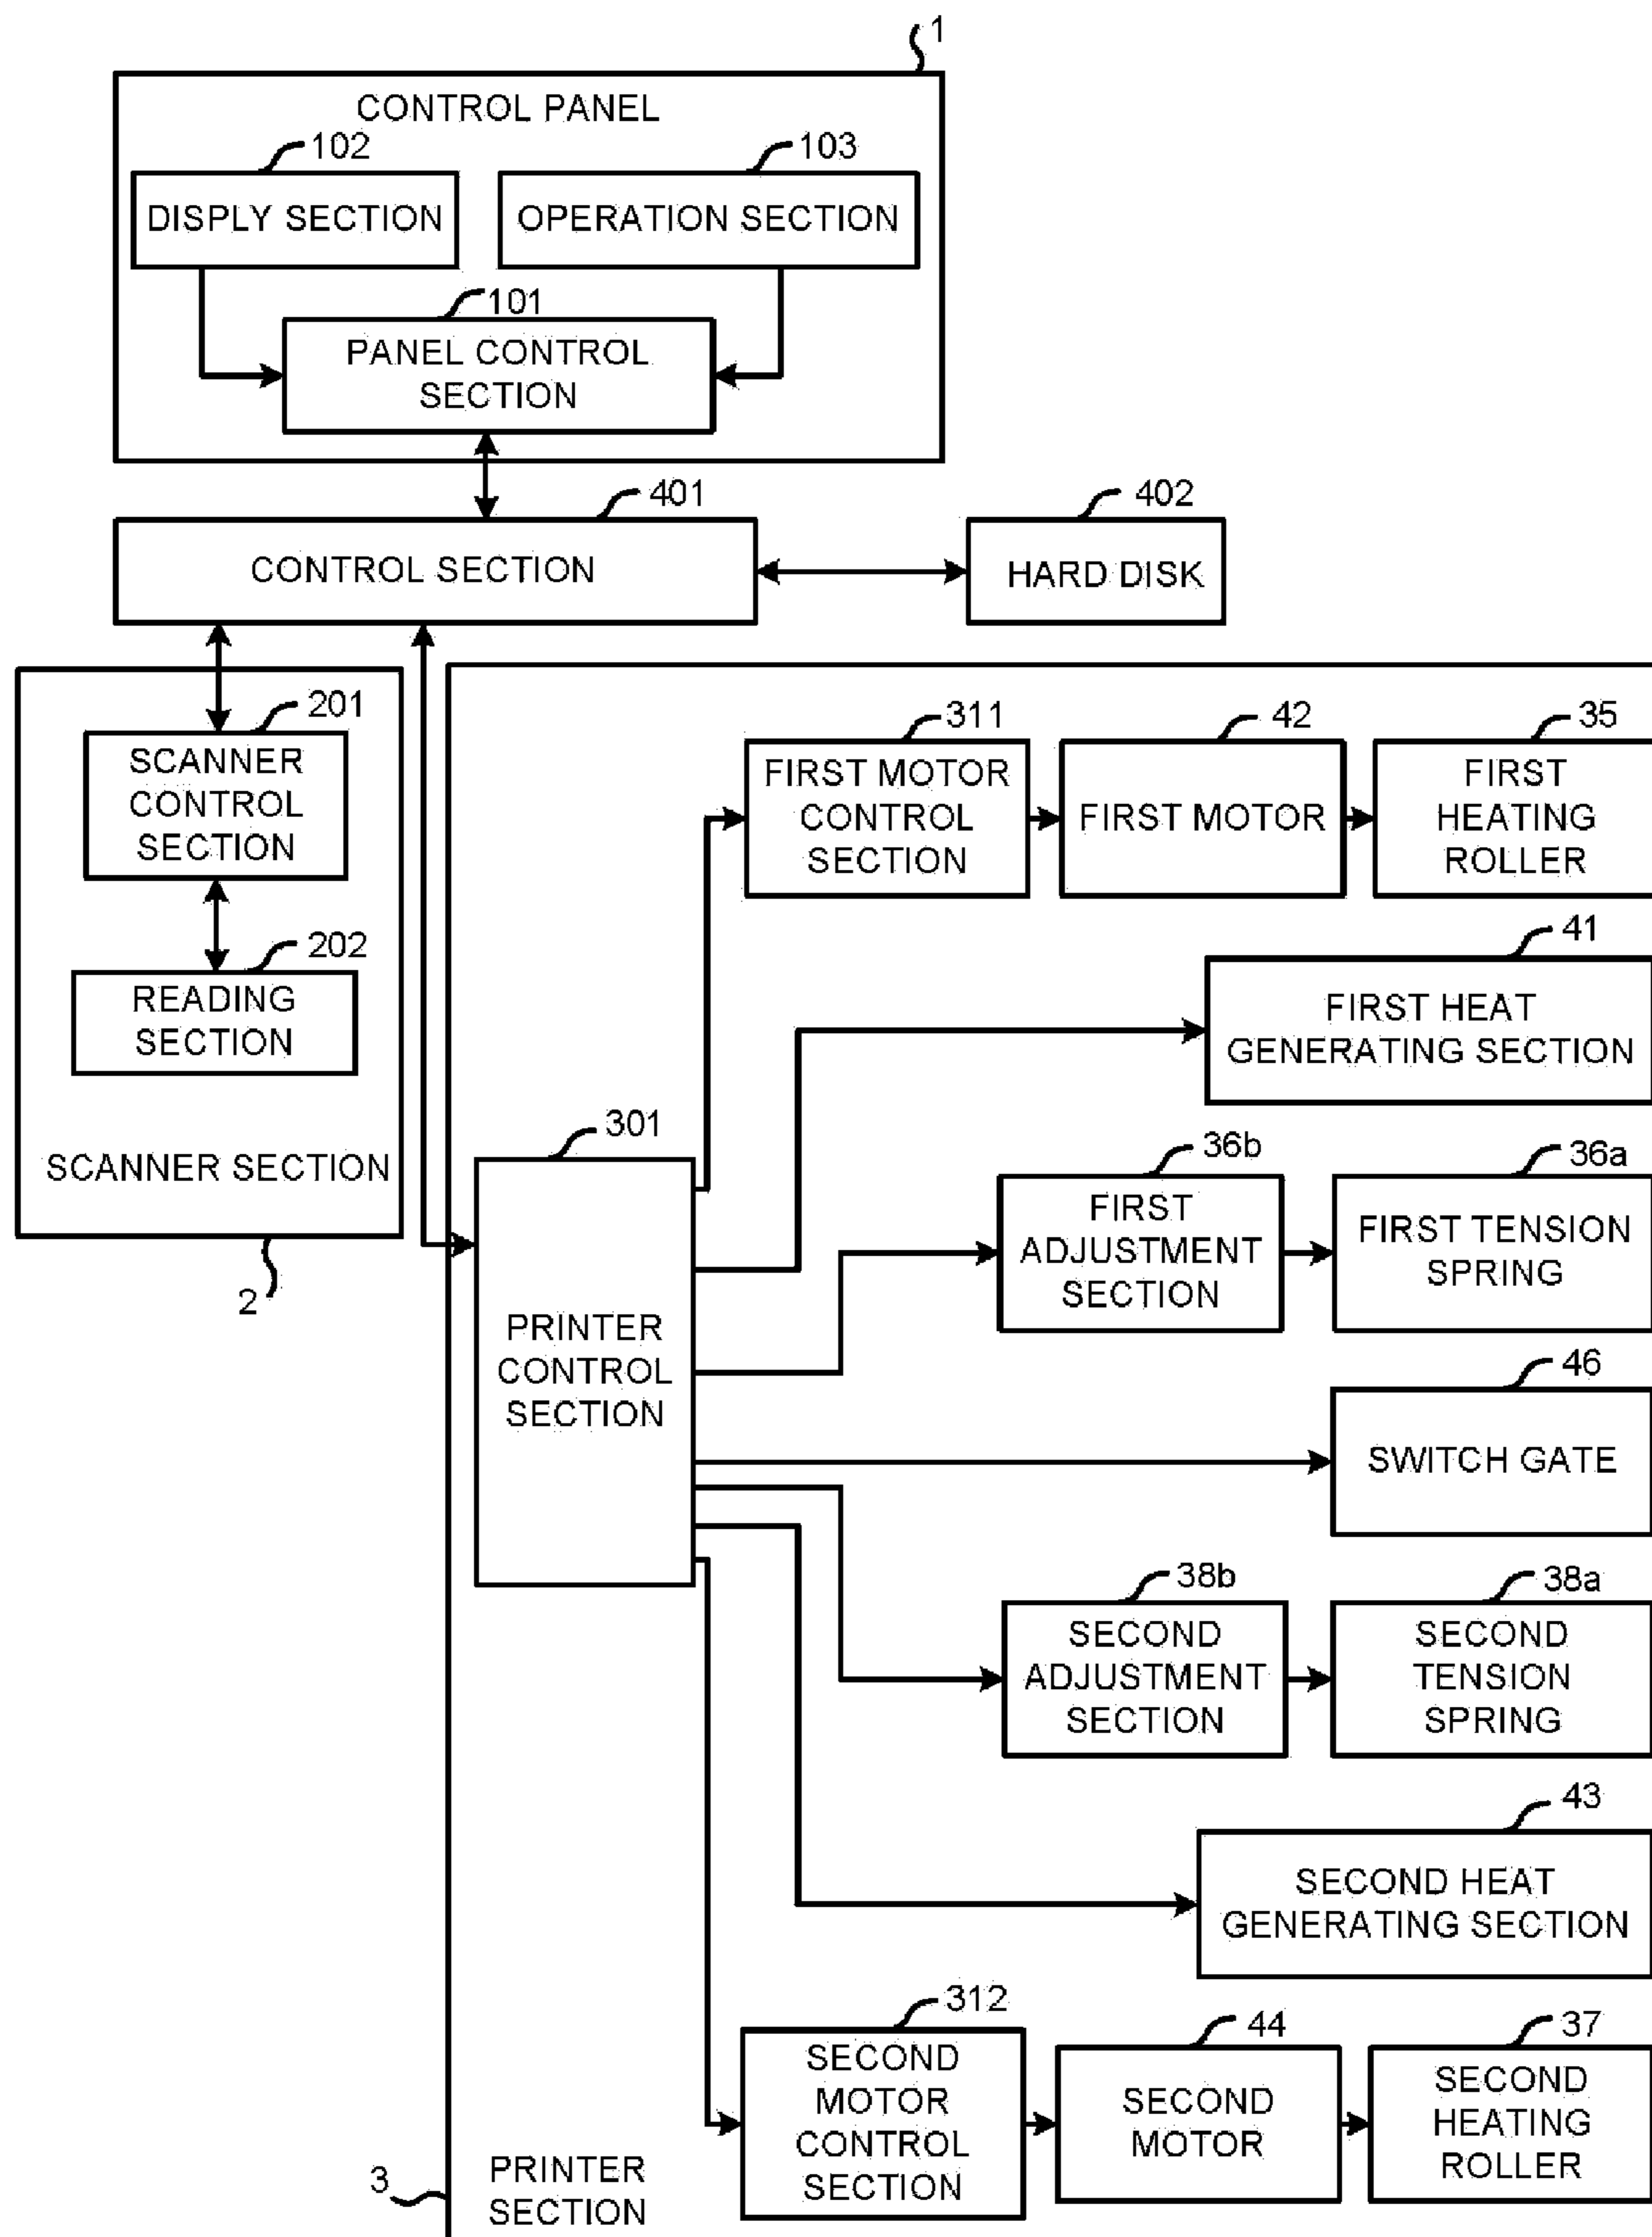 1
CONTROL PANEL
102
103
DISPLY SECTION
OPERATION SECTION
101
PANEL CONTROL
SECTION
401
402
CONTROL SECTION
HARD DISK
201
SCANNER
CONTROL
SECTION
202
READING
SECTION
SCANNER SECTION
2
311
42
35
FIRST MOTOR
CONTROL
SECTION
FIRST MOTOR
FIRST
HEATING
ROLLER
41
FIRST HEAT
GENERATING SECTION
301
PRINTER
CONTROL
SECTION
36b
36a
FIRST
ADJUSTMENT
SECTION
FIRST TENSION
SPRING
46
SWITCH GATE
38b
38a
SECOND
ADJUSTMENT
SECTION
SECOND
TENSION
SPRING
43
SECOND HEAT
GENERATING SECTION
312
44
37
SECOND
MOTOR
CONTROL
SECTION
SECOND
MOTOR
SECOND
HEATING
ROLLER
3
PRINTER
SECTION